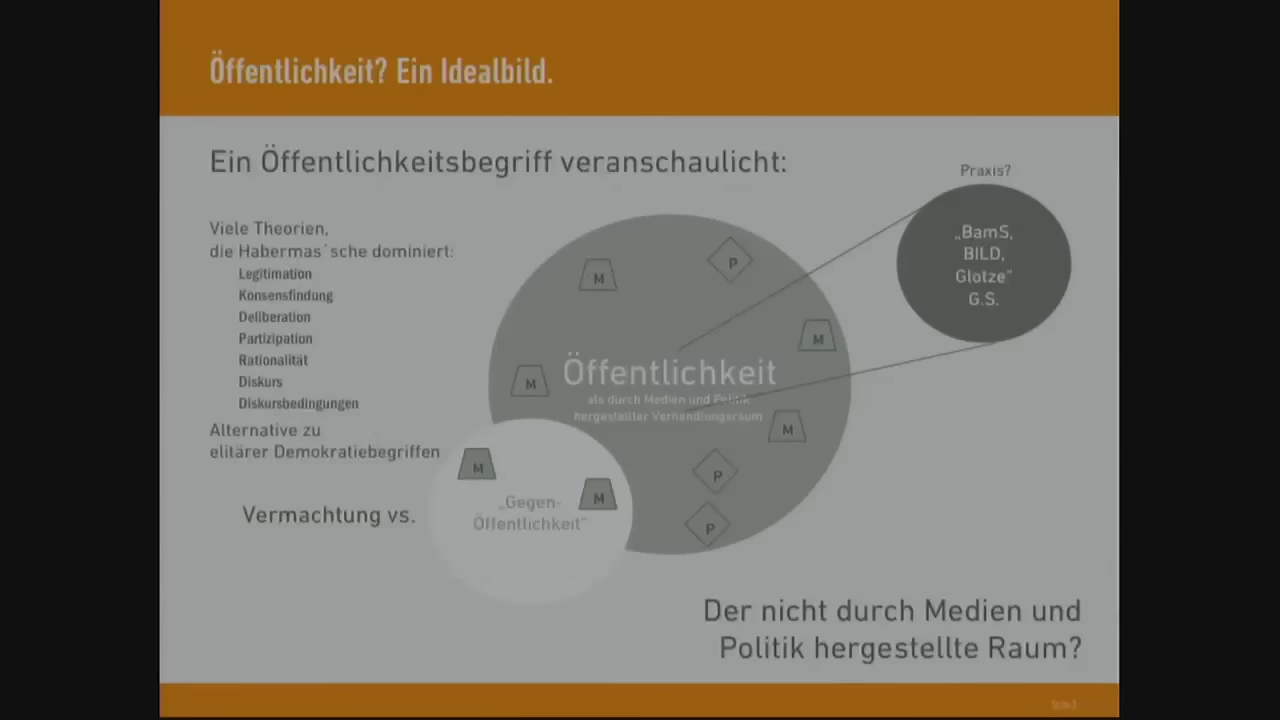 Öffentlichkeit? Ein Idealbild.
Ein Öffentlichkeitsbegriff veranschaulicht:
Praxis?
„BamS,
BILD,
Glotze“
G.S.
Viele Theorien,
die Habermas´sche dominiert:
Legitimation
Konsensfindung
Deliberation
Partizipation
Rationalität
Diskurs
Diskursbedingungen
Alternative zu
elitärer Demokratiebegriffen
Vermachtung vs.
M
P
M
M
Öffentlichkeit
als durch Medien und Politik
hergestellter Verhandlungsraum
M
P
P
M
M
„Gegen-
Öffentlichkeit“
Der nicht durch Medien und
Politik hergestellte Raum?